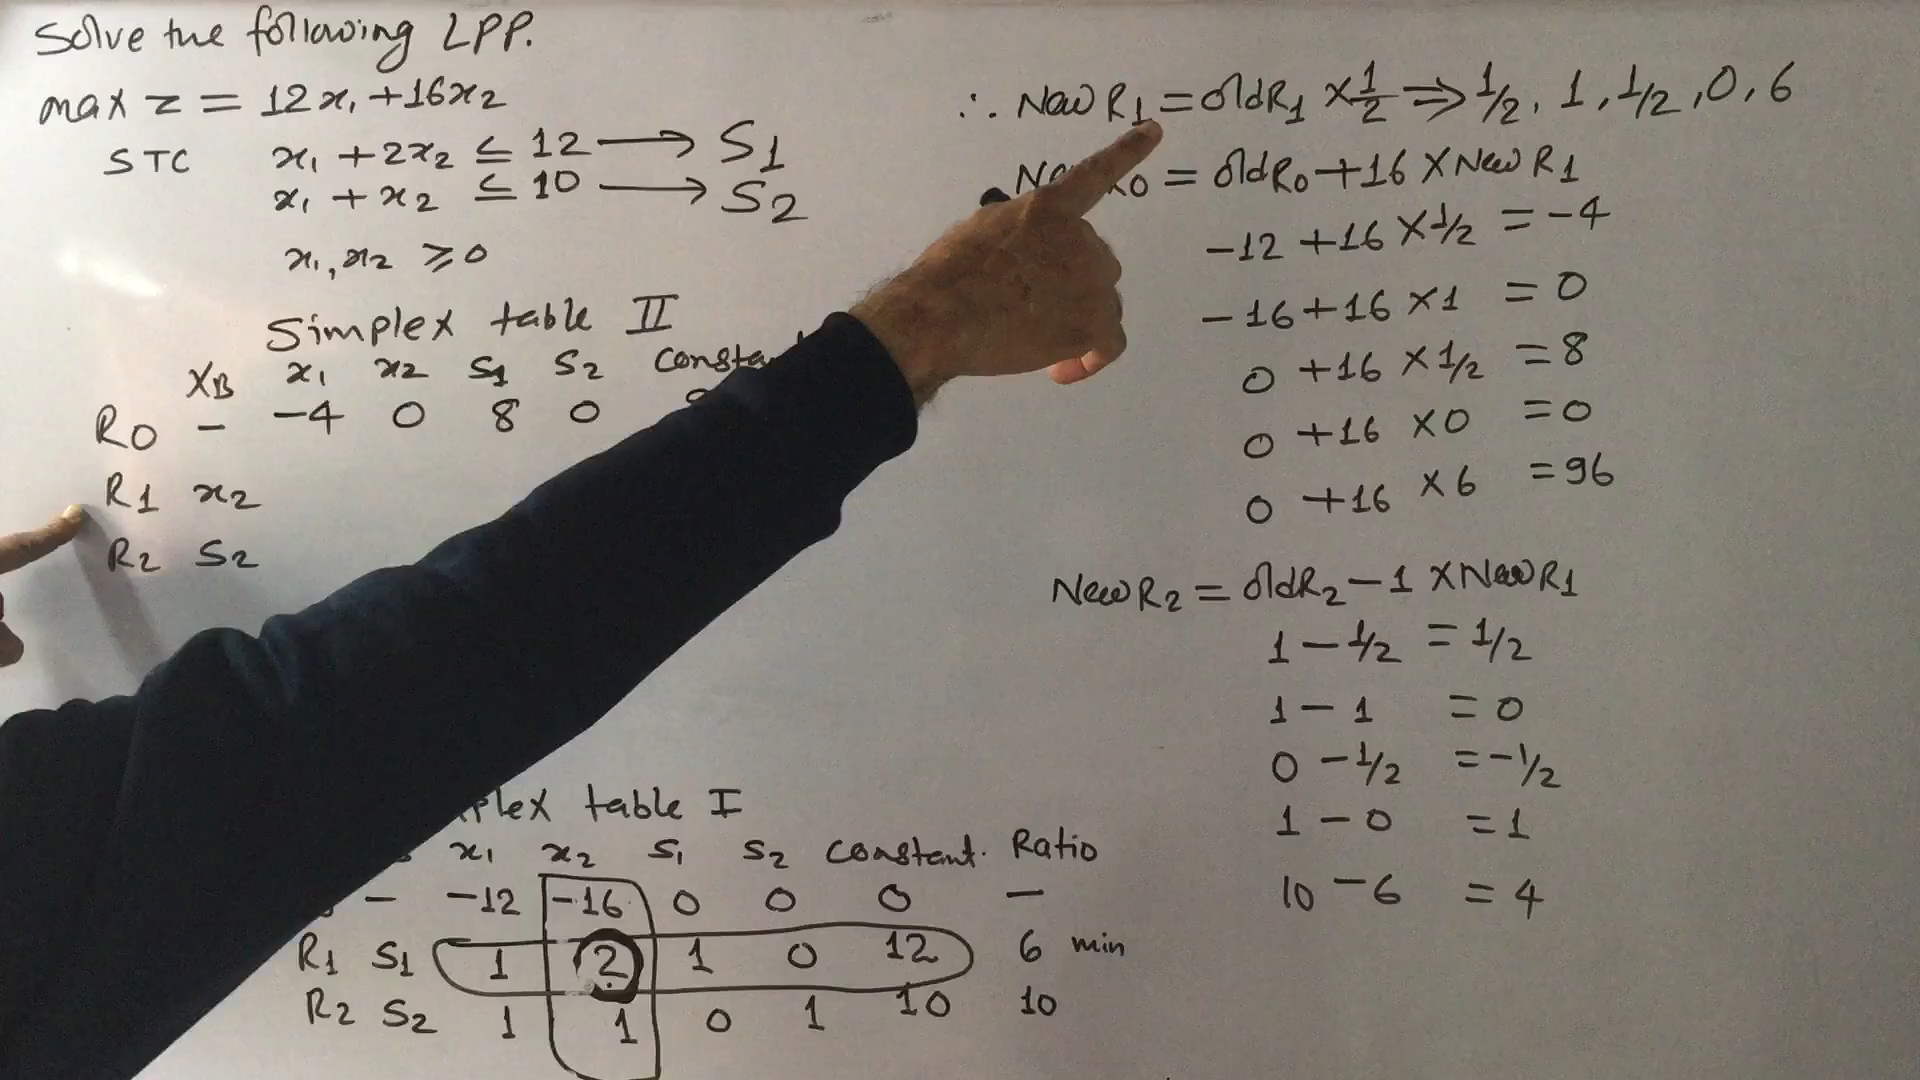 Solve the following LPP.
max z = 12x₁ + 16x₂
STC x₁ + 2x₂ ≤ 12 ⟶ S1
x₁ + x₂ ≤ 10 ⟶ S2
x₁, x₂ ≥ 0
Simplex table II
XB x₁ x₂ S1 S2
R0 – -4 0 8 0
R1 x₂
R2 S2
table I
x₁ x₂ S₁ S₂ constant. Ratio
– -12 -16 0 0 0 –
R1 S1 1 2 1 0 12 6 min
R2 S2 1 1 0 1 10 10
∴ New R1 = old R1 × 1/2 ⇒ 1/2, 1, 1/2, 0, 6
= old R0 + 16 × New R1
-12 + 16 × 1/2 = -4
-16 + 16 × 1 = 0
0 + 16 × 1/2 = 8
0 + 16 × 0 = 0
0 + 16 × 6 = 96
New R2 = old R2 – 1 × New R1
1 – 1/2 = 1/2
1 – 1 = 0
0 – 1/2 = -1/2
1 – 0 = 1
10 – 6 = 4